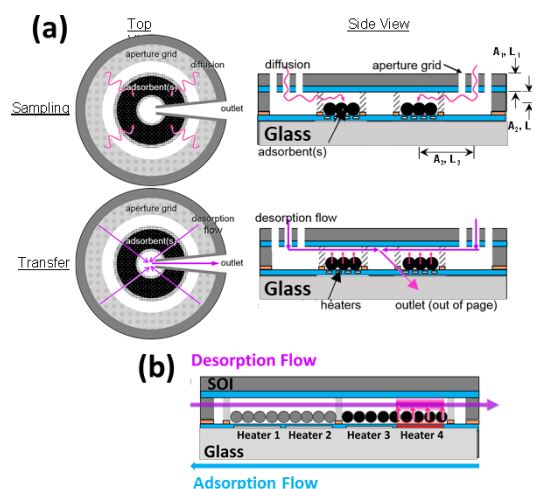 (a)
Top
Side View
Sampling
aperture grid
diffusion
adsorbent(s)
outlet
diffusion
aperture grid
A₁, L₁
A₂, L
A₃, L₃
Glass
adsorbent(s)
Transfer
aperture grid
desorption
flow
adsorbent(s)
outlet
desorption flow
Glass
heaters
outlet (out of page)
(b)
Desorption Flow
SOI
Heater 1
Heater 2
Heater 3
Heater 4
Glass
Adsorption Flow